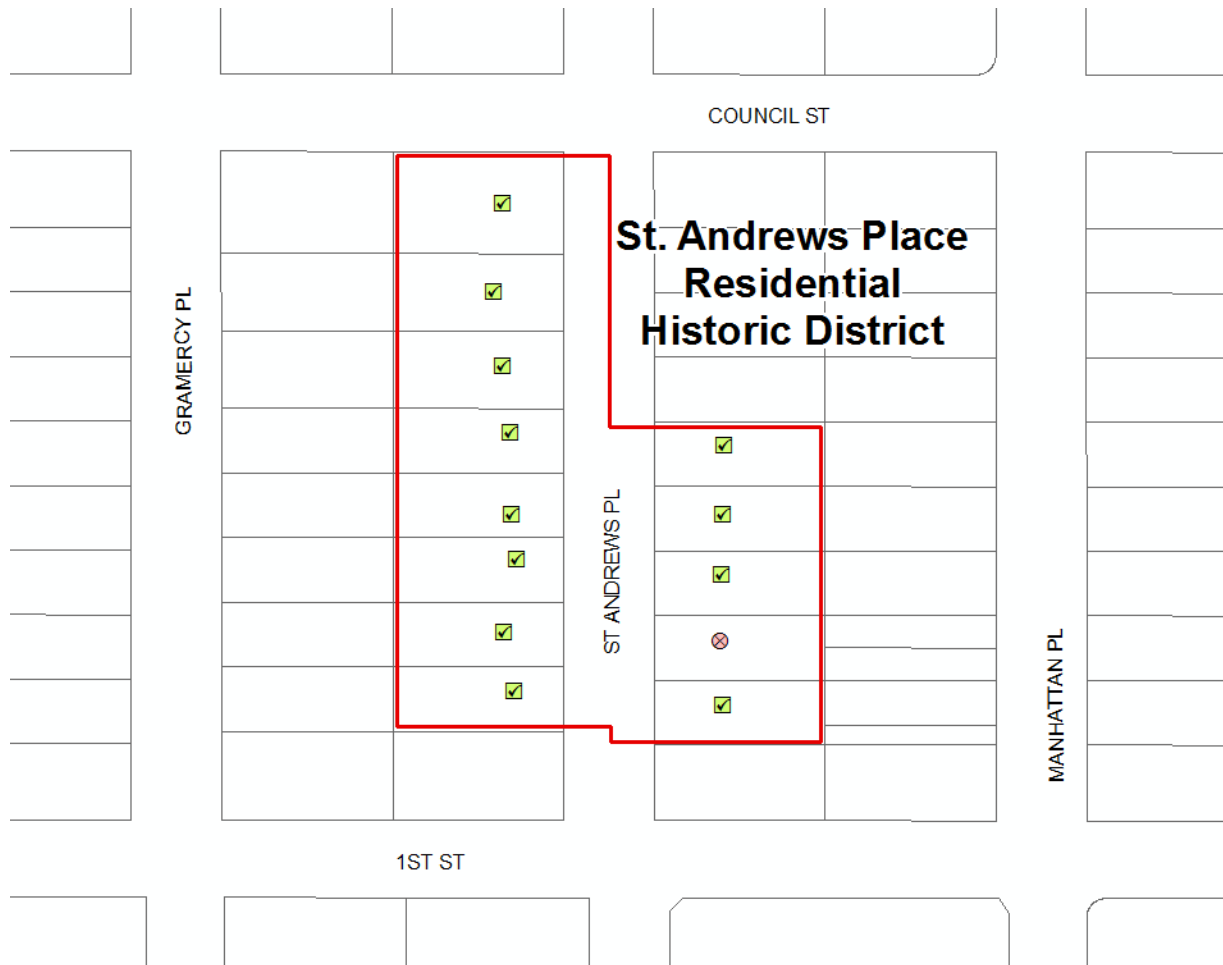 COUNCIL ST
St. Andrews Place
Residential
Historic District
GRAMERCY PL
ST ANDREWS PL
MANHATTAN PL
1ST ST